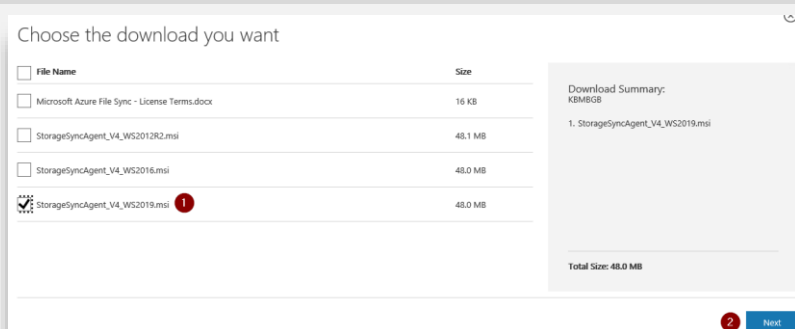 Choose the download you want
File Name Size
Microsoft Azure File Sync - License Terms.docx 16 KB
StorageSyncAgent_V4_WS2012R2.msi 48.1 MB
StorageSyncAgent_V4_WS2016.msi 48.0 MB
StorageSyncAgent_V4_WS2019.msi 1 48.0 MB
Download Summary:
KBMBGB
1. StorageSyncAgent_V4_WS2019.msi
Total Size: 48.0 MB
2 Next